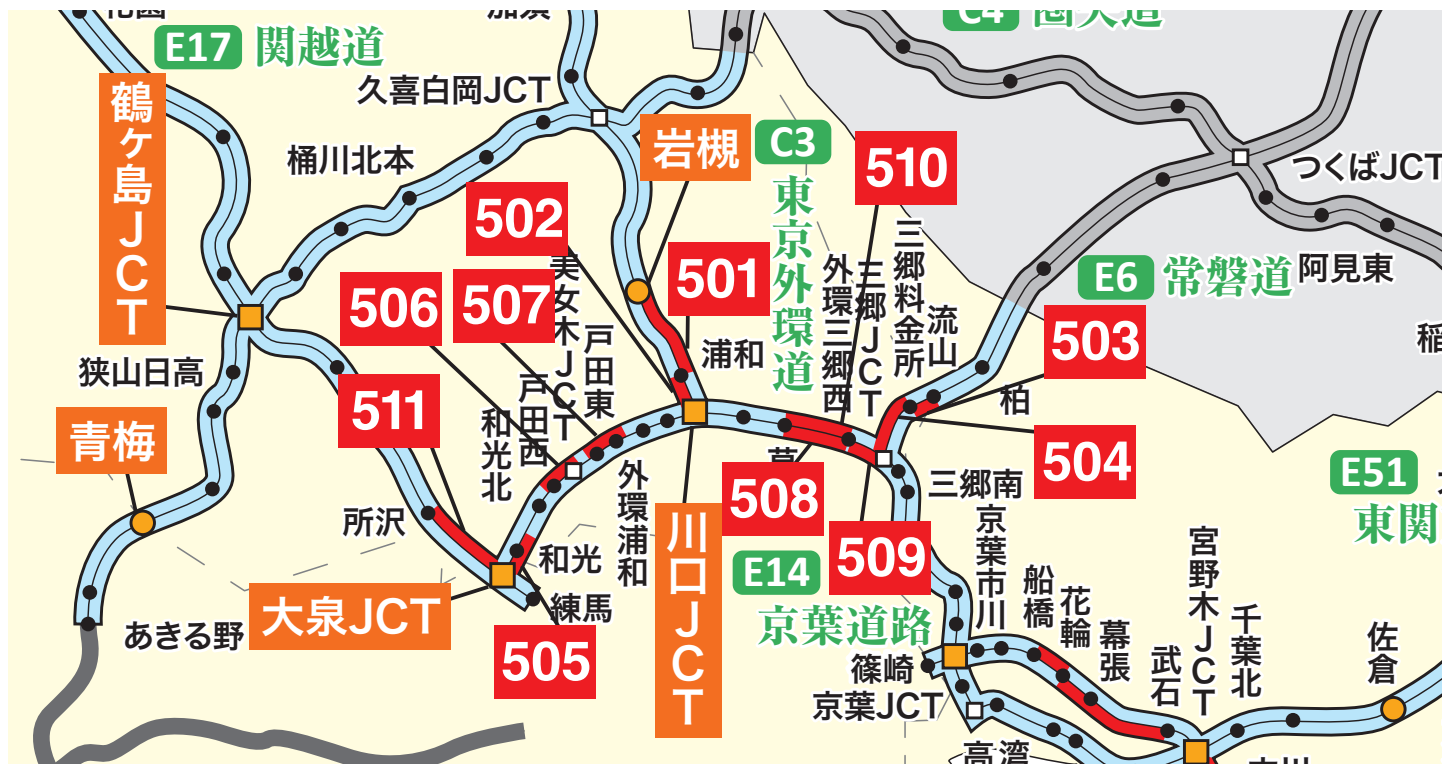 E17 関越道
鶴ヶ島JCT
久喜白岡JCT
桶川北本
岩槻
C3
東京外環道
510
つくばJCT
502
501
506
507
美女木JCT
戸田東
戸田西
和光北
浦和
外環三郷西
三郷JCT
三郷料金所
流山
E6 常磐道
阿見東
503
柏
504
狭山日高
511
青梅
所沢
外環浦和
508
三郷南
E51
東関
509
川口JCT
E14
京葉道路
京葉市川
船橋
花輪
幕張
武石
宮野木JCT
千葉北
佐倉
和光
練馬
大泉JCT
505
あきる野
篠崎
京葉JCT